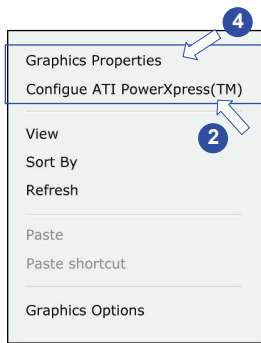 4
Graphics Properties
Configue ATI PowerXpress(TM)
2
View
Sort By
Refresh
Paste
Paste shortcut
Graphics Options